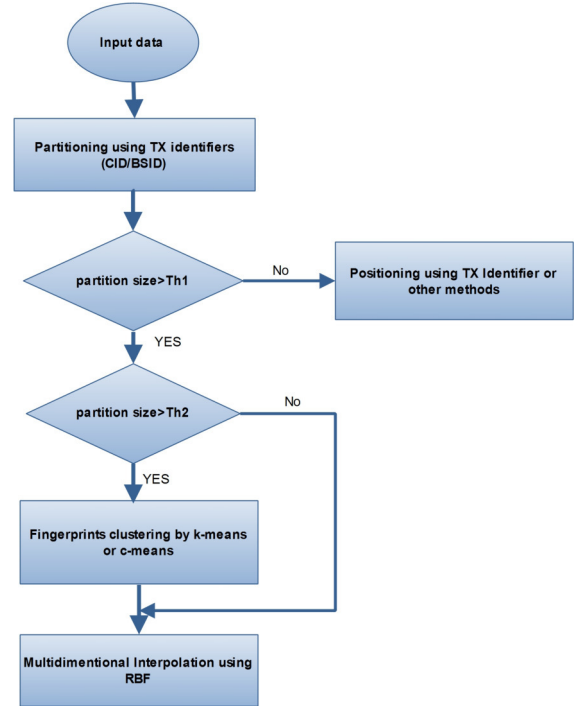 Input data
Partitioning using TX identifiers
(CID/BSID)
partition size>Th1
No
Positioning using TX Identifier or
other methods
YES
partition size>Th2
No
YES
Fingerprints clustering by k-means
or c-means
Multidimentional Interpolation using
RBF